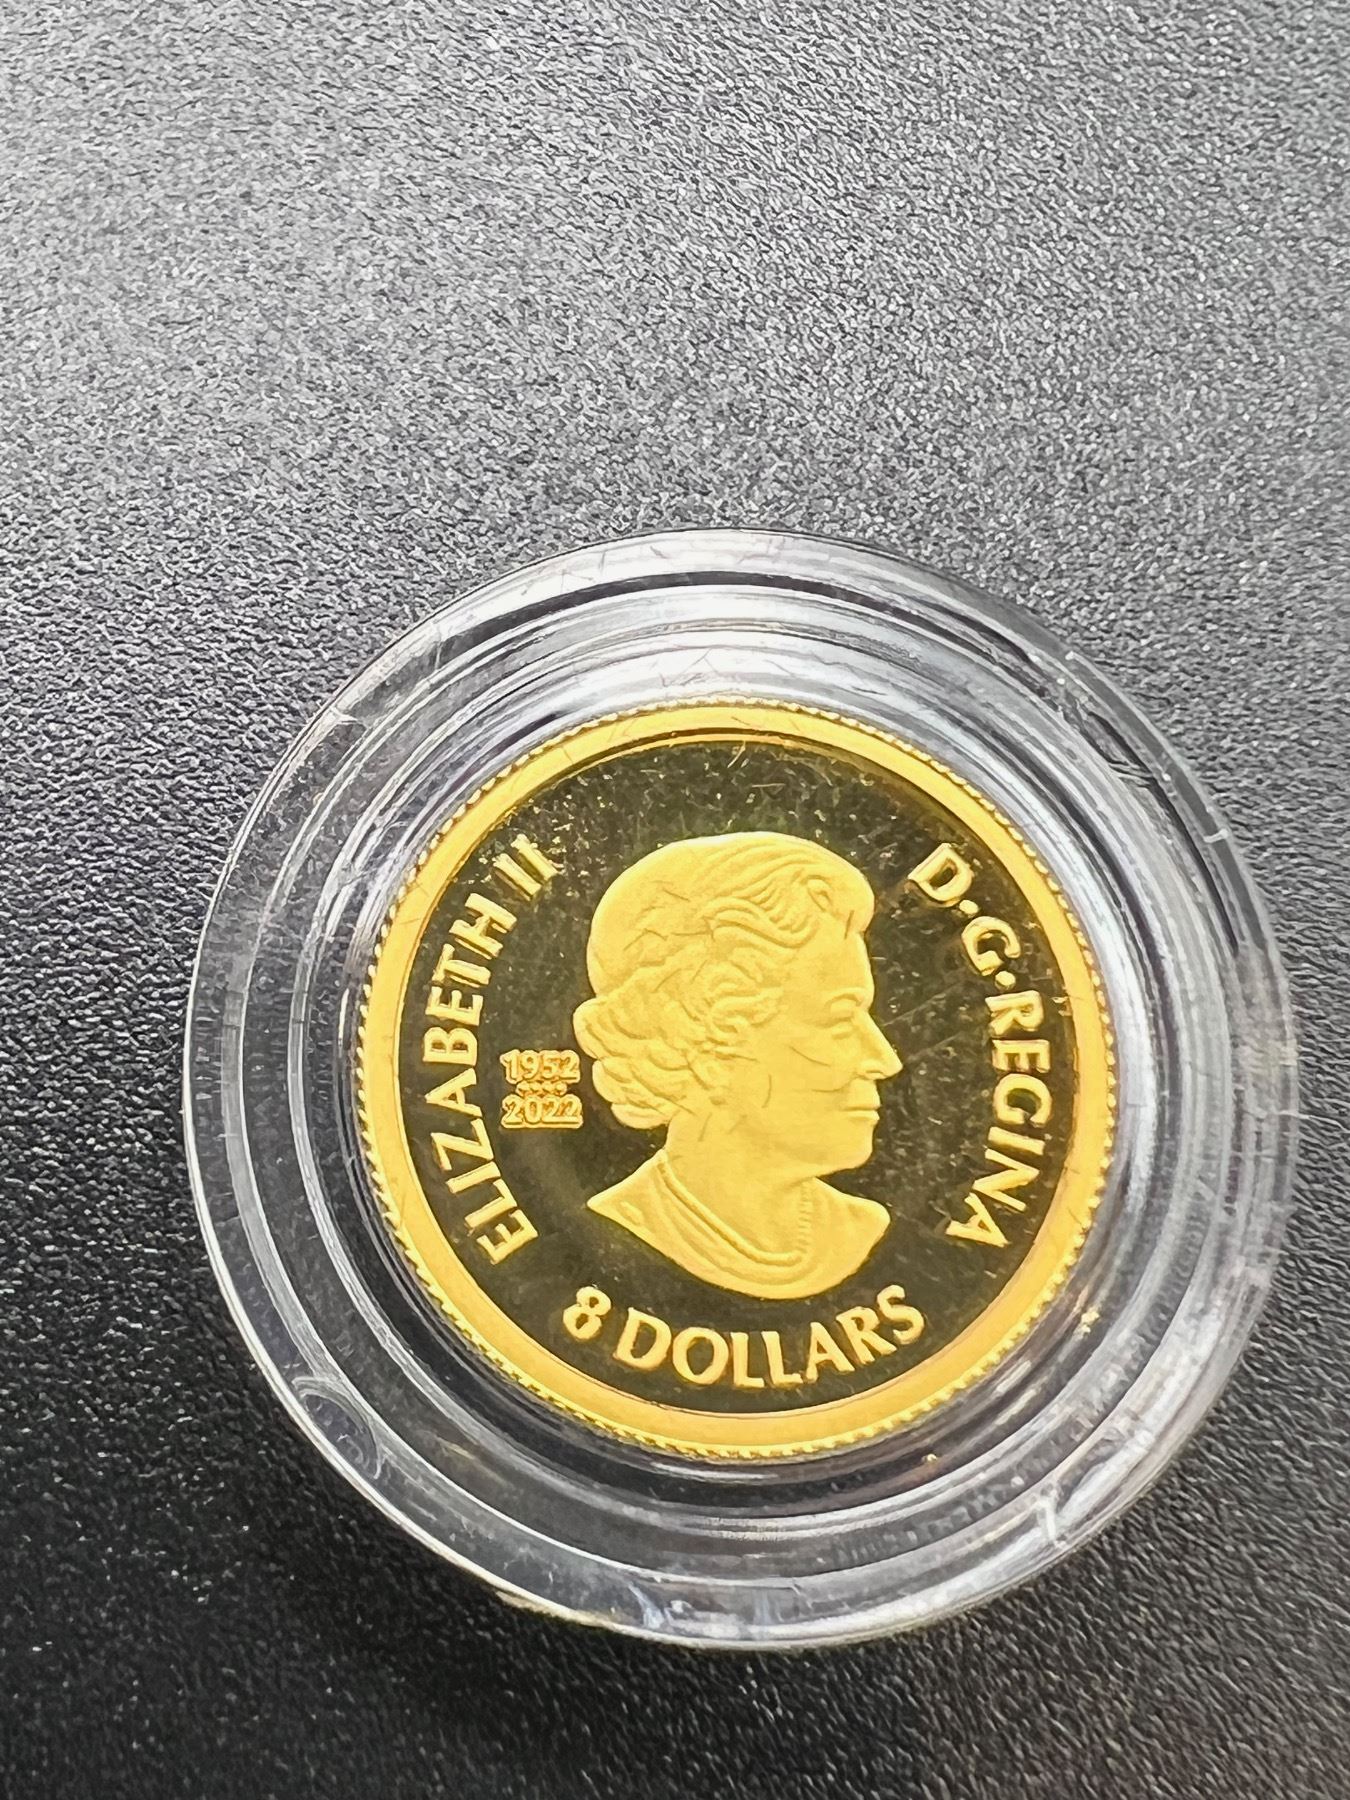 ELIZABETH II
D·G·REGINA
1952
2022
8 DOLLARS